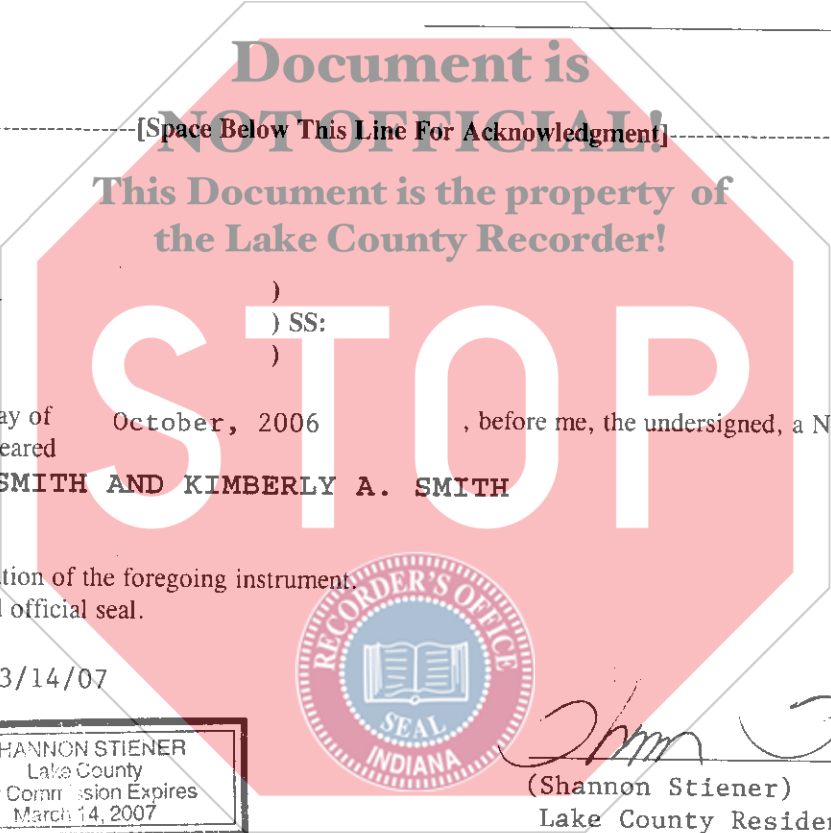 Document is
NOT OFFICIAL!
[Space Below This Line For Acknowledgment]
This Document is the property of
the Lake County Recorder!
)
) SS:
)
STOP
ay of October, 2006 , before me, the undersigned, a N
eared
SMITH AND KIMBERLY A. SMITH
tion of the foregoing instrument.
l official seal.
RECORDER'S OFFICE
SEAL
INDIANA
3/14/07
HANNON STIENER
Lake County
Commission Expires
March 14, 2007
(Shannon Stiener)
Lake County Residen